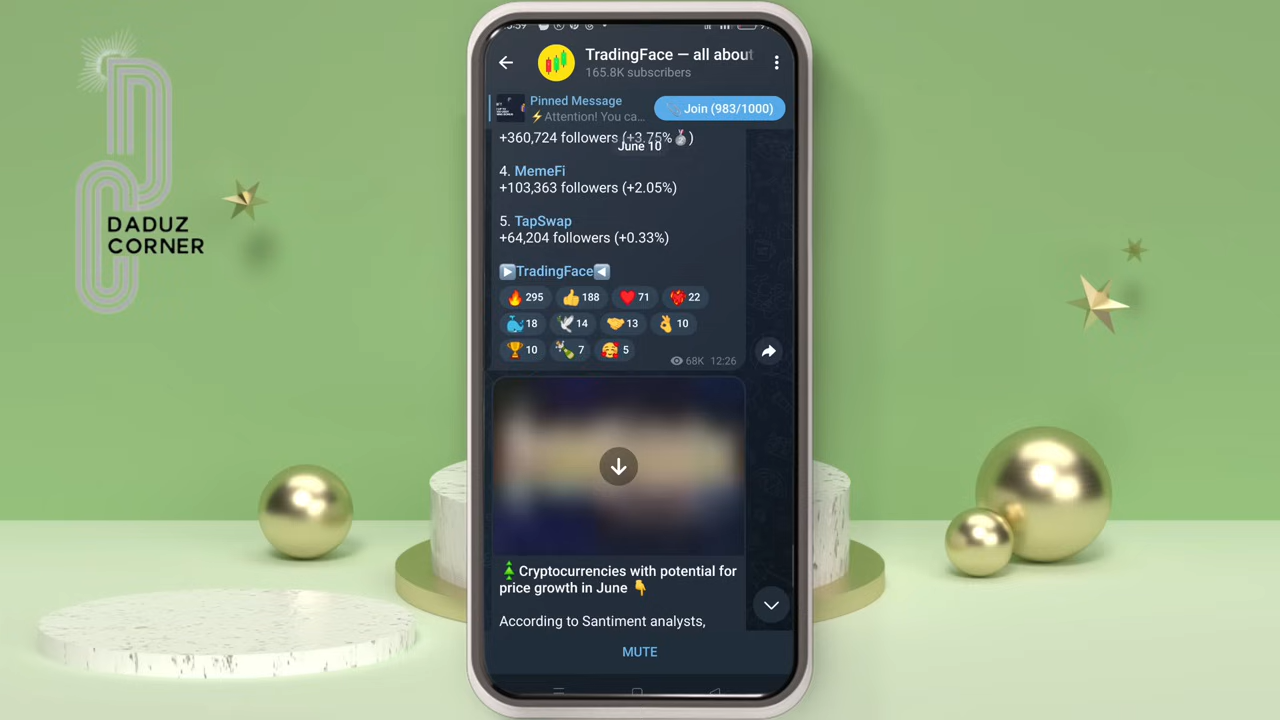 DADUZ
CORNER
TradingFace — all about
165.8K subscribers
Pinned Message
⚡Attention! You ca...
Join (983/1000)
+360,724 followers (+3.75%🥈)
June 10
4. MemeFi
+103,363 followers (+2.05%)
5. TapSwap
+64,204 followers (+0.33%)
▶️TradingFace◀️
🔥 295 👍 188 ❤️ 71 💘 22
🐳 18 🕊 14 🤝 13 👌 10
🏆 10 🍾 7 🥰 5
68K 12:26
🌲Cryptocurrencies with potential for
price growth in June 👇
According to Santiment analysts,
MUTE